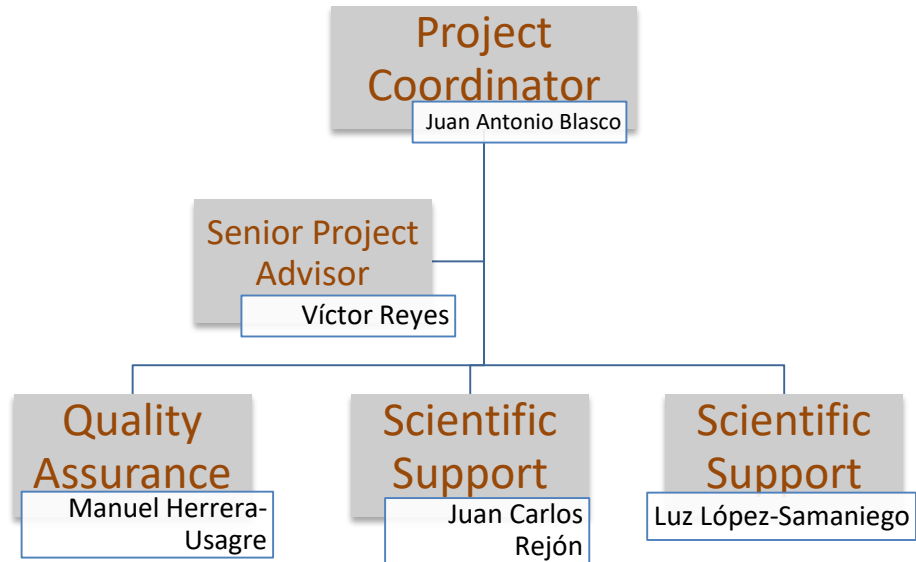 Project
Coordinator
Juan Antonio Blasco
Senior Project
Advisor
Víctor Reyes
Quality
Assurance
Manuel Herrera-
Usagre
Scientific
Support
Juan Carlos
Rejón
Scientific
Support
Luz López-Samaniego